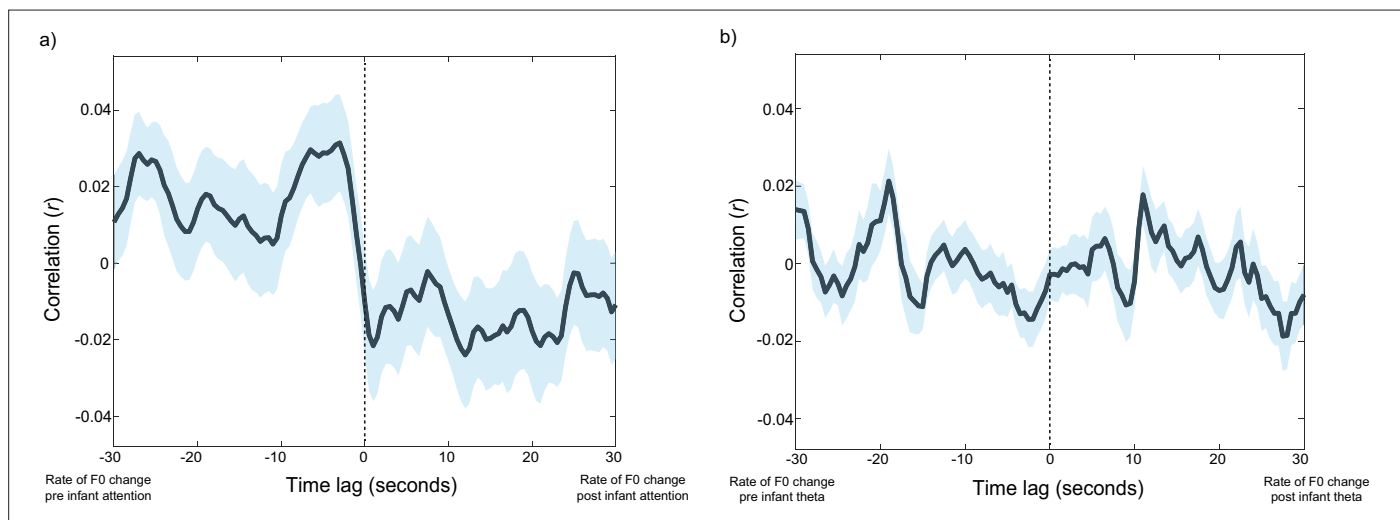 a)
0.04
0.02
0
-0.02
-0.04
Correlation (r)
-30
-20
-10
0
10
20
30
Rate of F0 change
pre infant attention
Time lag (seconds)
Rate of F0 change
post infant attention
b)
0.04
0.02
0
-0.02
-0.04
Correlation (r)
-30
-20
-10
0
10
20
30
Rate of F0 change
pre infant theta
Time lag (seconds)
Rate of F0 change
post infant theta